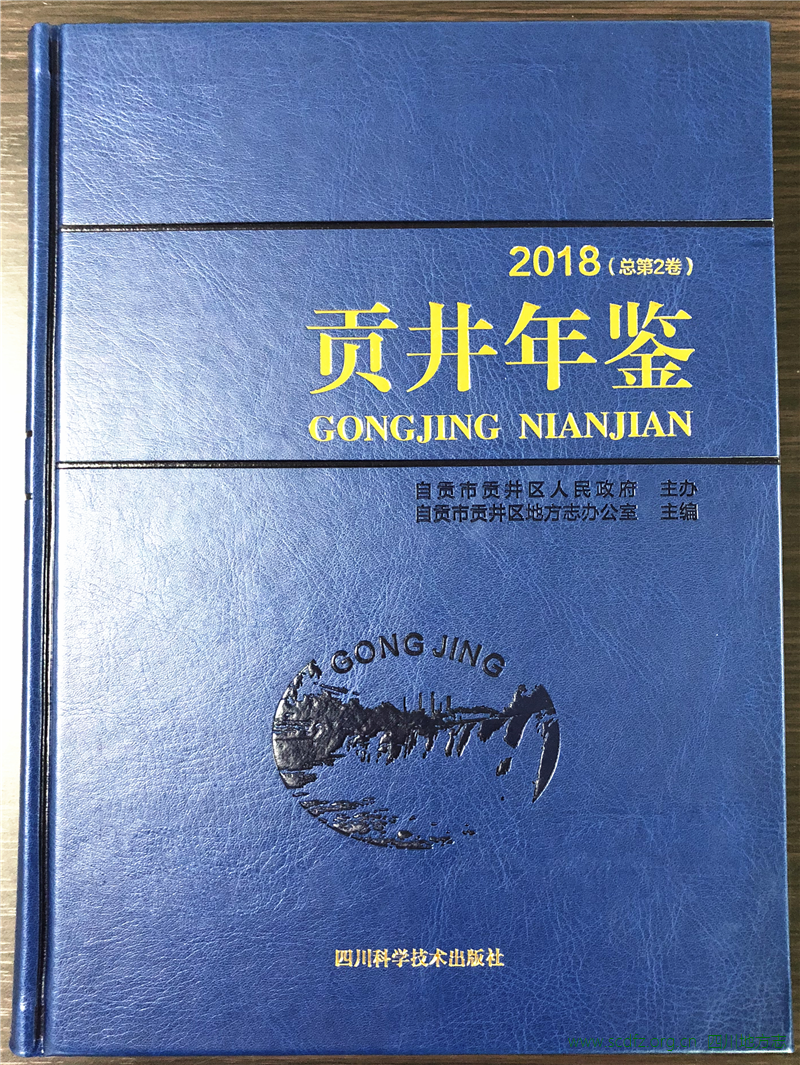 2018(总第2卷)
贡井年鉴
GONGJING NIANJIAN
自贡市贡井区人民政府 主办
自贡市贡井区地方志办公室 主编
GONG JING
四川科学技术出版社